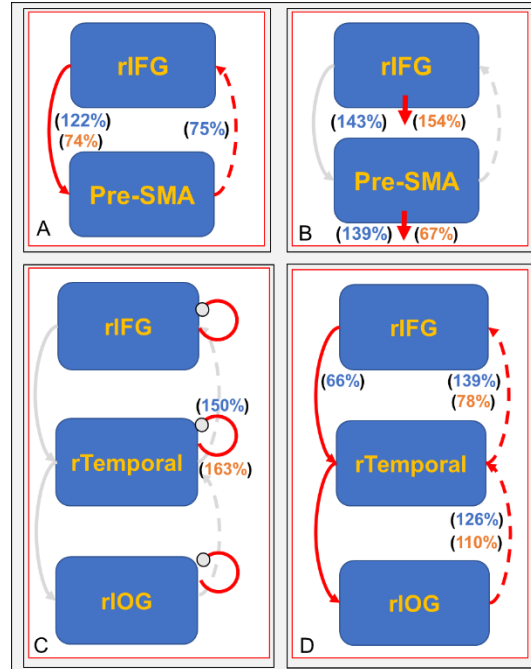 rIFG
(122%)
(74%)
(75%)
Pre-SMA
A
rIFG
(143%)
(154%)
Pre-SMA
(139%)
(67%)
B
rIFG
(150%)
rTemporal
(163%)
rIOG
C
rIFG
(66%)
(139%)
(78%)
rTemporal
(126%)
(110%)
rIOG
D